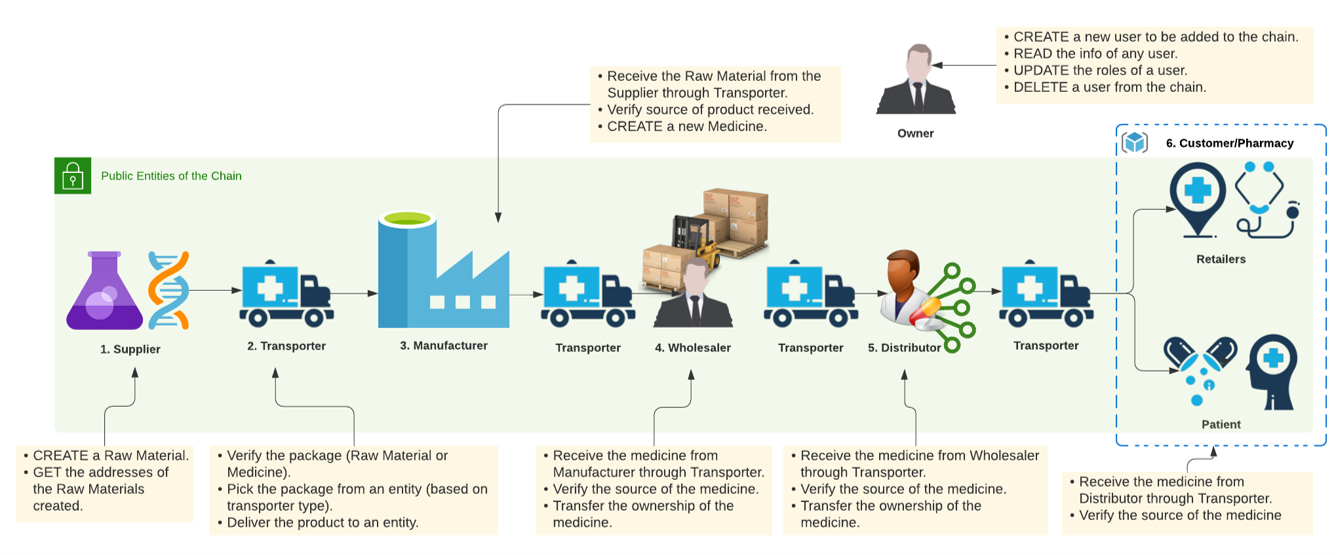 • CREATE a new user to be added to the chain.
• READ the info of any user.
• UPDATE the roles of a user.
• DELETE a user from the chain.
Owner
• Receive the Raw Material from the
Supplier through Transporter.
• Verify source of product received.
• CREATE a new Medicine.
6. Customer/Pharmacy
Public Entities of the Chain
Retailers
1. Supplier
2. Transporter
3. Manufacturer
Transporter
4. Wholesaler
Transporter
5. Distributor
Transporter
Patient
• CREATE a Raw Material.
• GET the addresses of
the Raw Materials
created.
• Verify the package (Raw Material or
Medicine).
• Pick the package from an entity (based on
transporter type).
• Deliver the product to an entity.
• Receive the medicine from
Manufacturer through Transporter.
• Verify the source of the medicine.
• Transfer the ownership of the
medicine.
• Receive the medicine from Wholesaler
through Transporter.
• Verify the source of the medicine.
• Transfer the ownership of the
medicine.
• Receive the medicine from
Distributor through Transporter.
• Verify the source of the medicine